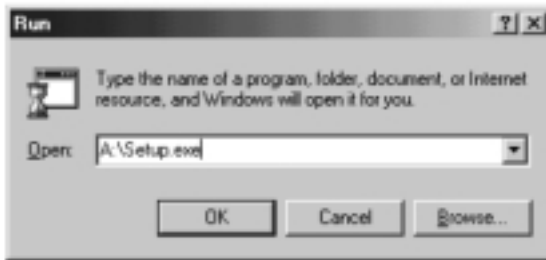 Run
Type the name of a program, folder, document, or Internet
resource, and Windows will open it for you.
Open: A:\Setup.exe
OK Cancel Browse...